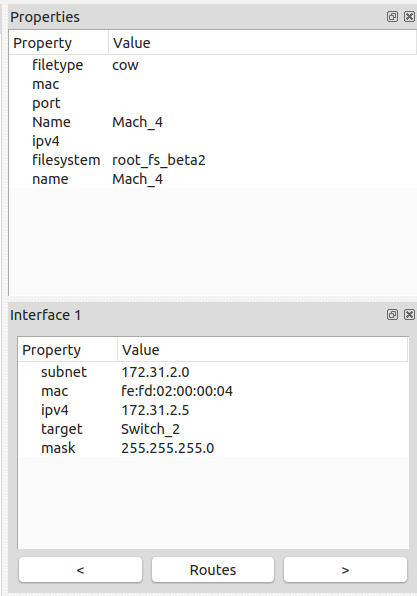 Properties
Property Value
filetype cow
mac
port
Name Mach_4
ipv4
filesystem root_fs_beta2
name Mach_4
Interface 1
Property Value
subnet 172.31.2.0
mac fe:fd:02:00:00:04
ipv4 172.31.2.5
target Switch_2
mask 255.255.255.0
< Routes >